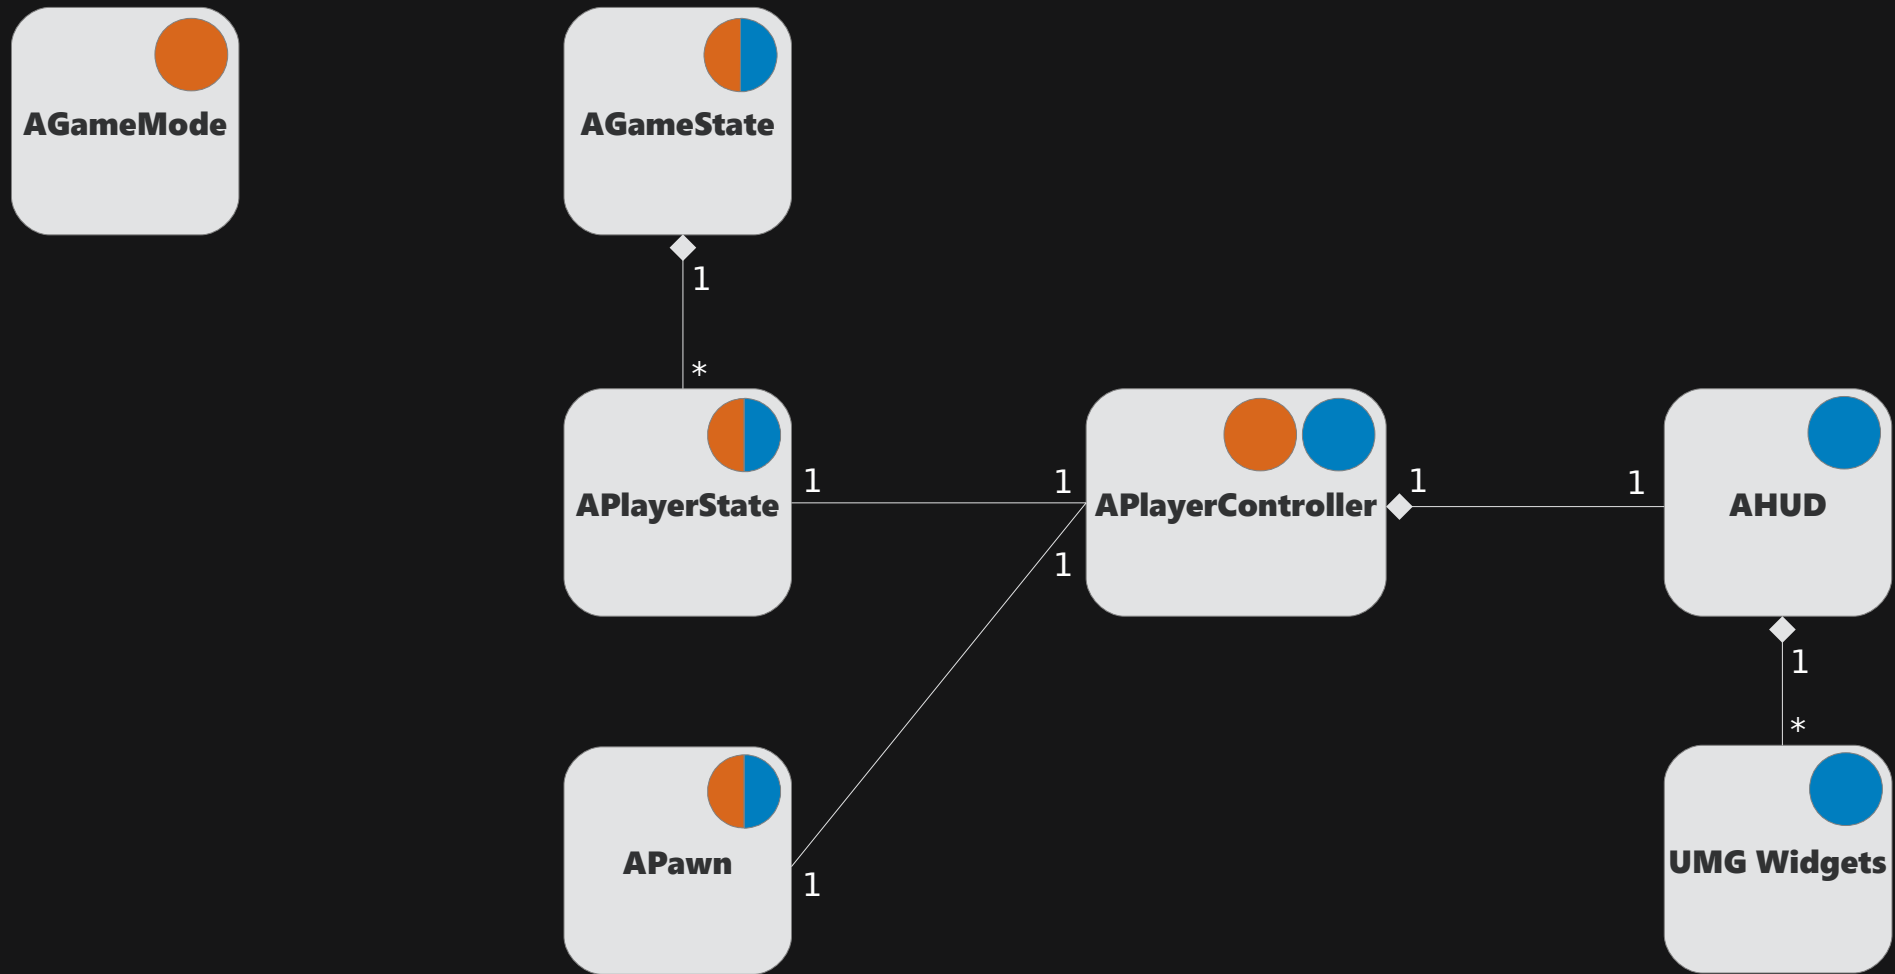 AGameMode
AGameState
1
*
APlayerState
1
1
APlayerController
1
1
AHUD
1
1
*
APawn
1
UMG Widgets